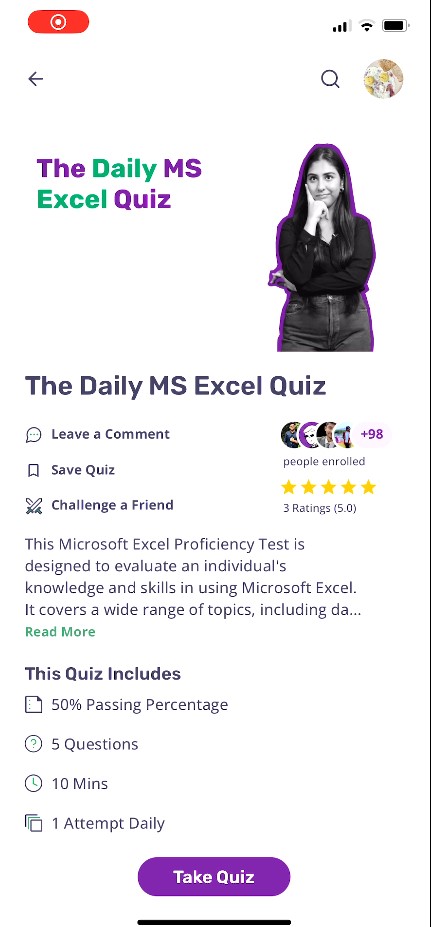 The Daily MS
Excel Quiz
The Daily MS Excel Quiz
Leave a Comment
+98
people enrolled
Save Quiz
3 Ratings (5.0)
Challenge a Friend
This Microsoft Excel Proficiency Test is
designed to evaluate an individual's
knowledge and skills in using Microsoft Excel.
It covers a wide range of topics, including da...
Read More
This Quiz Includes
50% Passing Percentage
5 Questions
10 Mins
1 Attempt Daily
Take Quiz